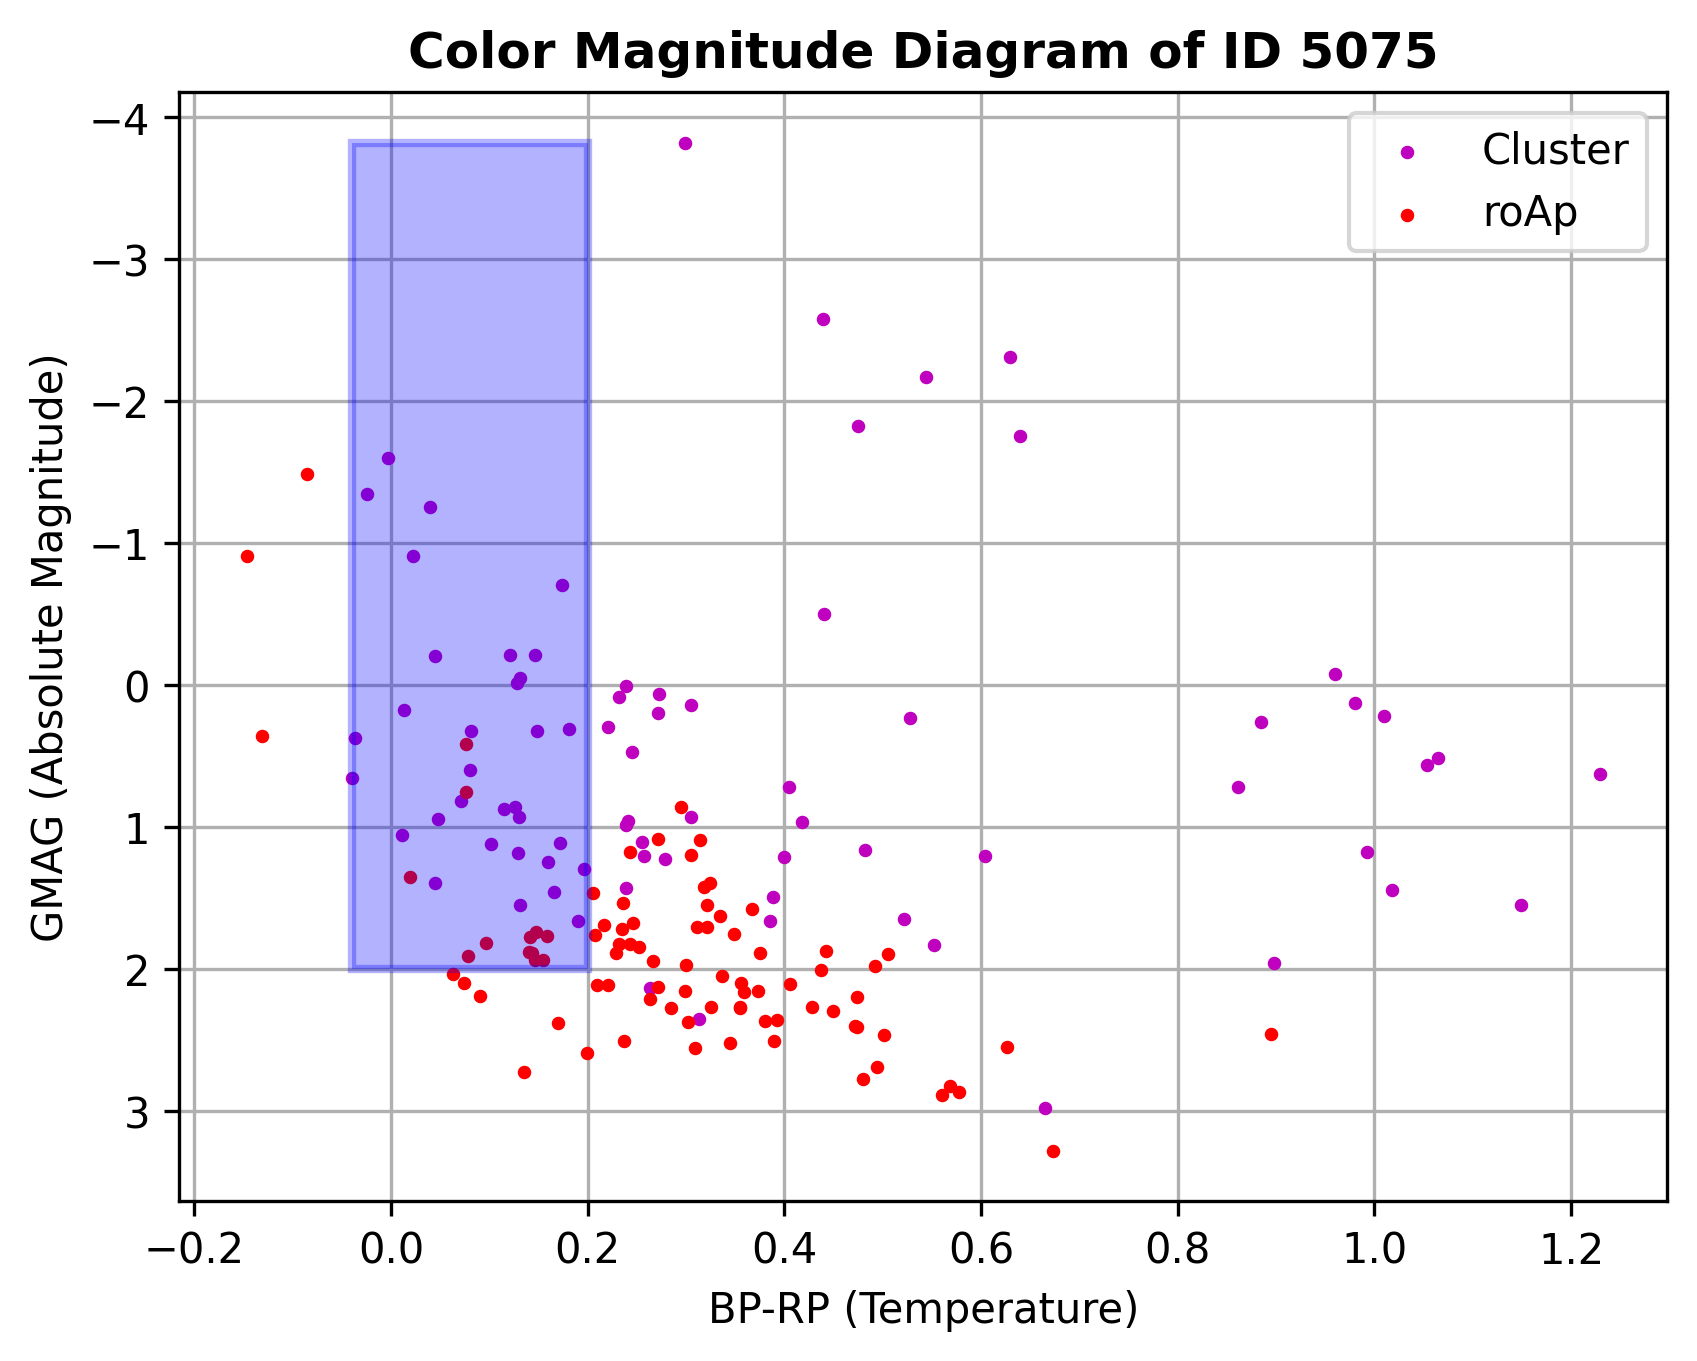 Color Magnitude Diagram of ID 5075
Cluster
roAp
−4
−3
−2
−1
0
1
2
3
GMAG (Absolute Magnitude)
−0.2 0.0 0.2 0.4 0.6 0.8 1.0 1.2
BP-RP (Temperature)